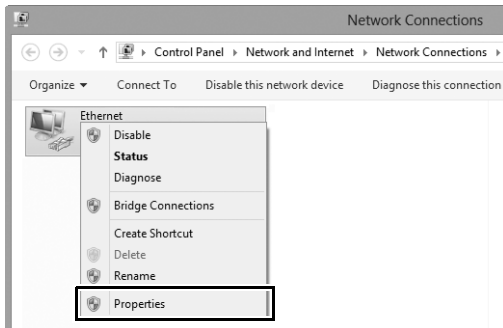 Network Connections
Control Panel Network and Internet Network Connections
Organize Connect To Disable this network device Diagnose this connection
Ethernet
Disable
Status
Diagnose
Bridge Connections
Create Shortcut
Delete
Rename
Properties